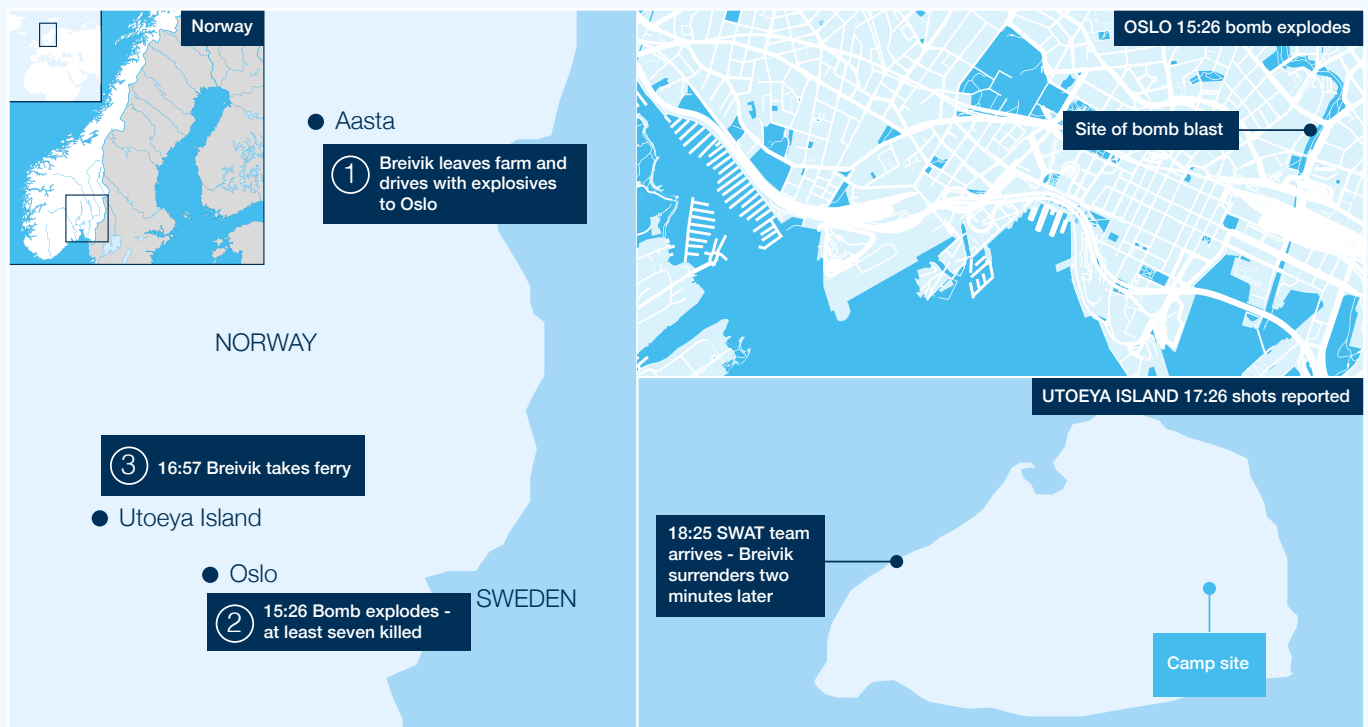 Norway
Aasta
1
Breivik leaves farm and
drives with explosives
to Oslo
NORWAY
3
16:57 Breivik takes ferry
Utoeya Island
Oslo
2
15:26 Bomb explodes -
at least seven killed
SWEDEN
OSLO 15:26 bomb explodes
Site of bomb blast
UTOEYA ISLAND 17:26 shots reported
18:25 SWAT team
arrives - Breivik
surrenders two
minutes later
Camp site